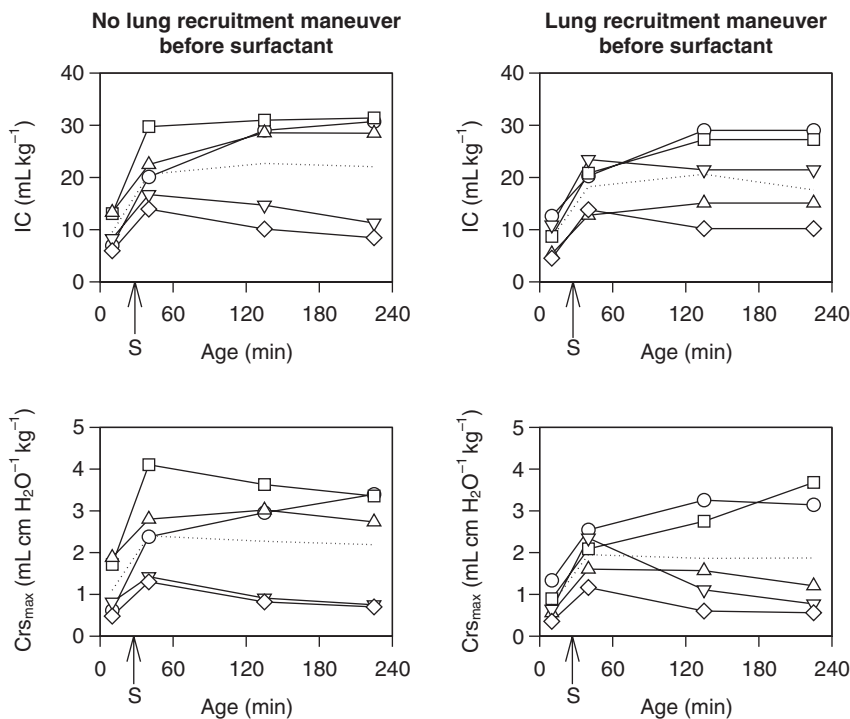 No lung recruitment maneuver
before surfactant
Lung recruitment maneuver
before surfactant
IC (mL kg⁻¹)
40
30
20
10
0
0 60 120 180 240
S
Age (min)
IC (mL kg⁻¹)
40
30
20
10
0
0 60 120 180 240
S
Age (min)
Crsmax (mL cm H₂O⁻¹ kg⁻¹)
5
4
3
2
1
0
0 60 120 180 240
S
Age (min)
Crsmax (mL cm H₂O⁻¹ kg⁻¹)
5
4
3
2
1
0
0 60 120 180 240
S
Age (min)